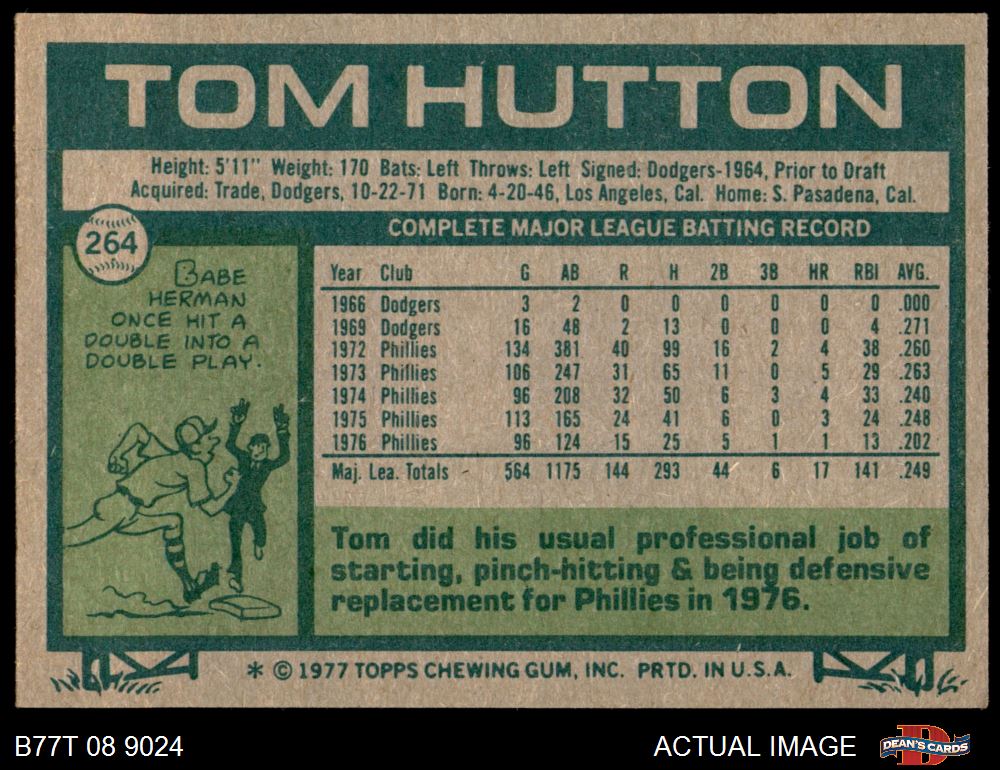 TOM HUTTON
Height: 5'11" Weight: 170 Bats: Left Throws: Left Signed: Dodgers-1964, Prior to Draft
Acquired: Trade, Dodgers, 10-22-71 Born: 4-20-46, Los Angeles, Cal. Home: S. Pasadena, Cal.
264
BABE
HERMAN
ONCE HIT A
DOUBLE INTO A
DOUBLE PLAY.
COMPLETE MAJOR LEAGUE BATTING RECORD
Year Club G AB R H 2B 3B HR RBI AVG.
1966 Dodgers 3 2 0 0 0 0 0 0 .000
1969 Dodgers 16 48 2 13 0 0 0 4 .271
1972 Phillies 134 381 40 99 16 2 4 38 .260
1973 Phillies 106 247 31 65 11 0 5 29 .263
1974 Phillies 96 208 32 50 6 3 4 33 .240
1975 Phillies 113 165 24 41 6 0 3 24 .248
1976 Phillies 96 124 15 25 5 1 1 13 .202
Maj. Lea. Totals 564 1175 144 293 44 6 17 141 .249
Tom did his usual professional job of
starting, pinch-hitting & being defensive
replacement for Phillies in 1976.
* © 1977 TOPPS CHEWING GUM, INC. PRTD. IN U.S.A.
B77T 08 9024
ACTUAL IMAGE
DEAN'S CARDS